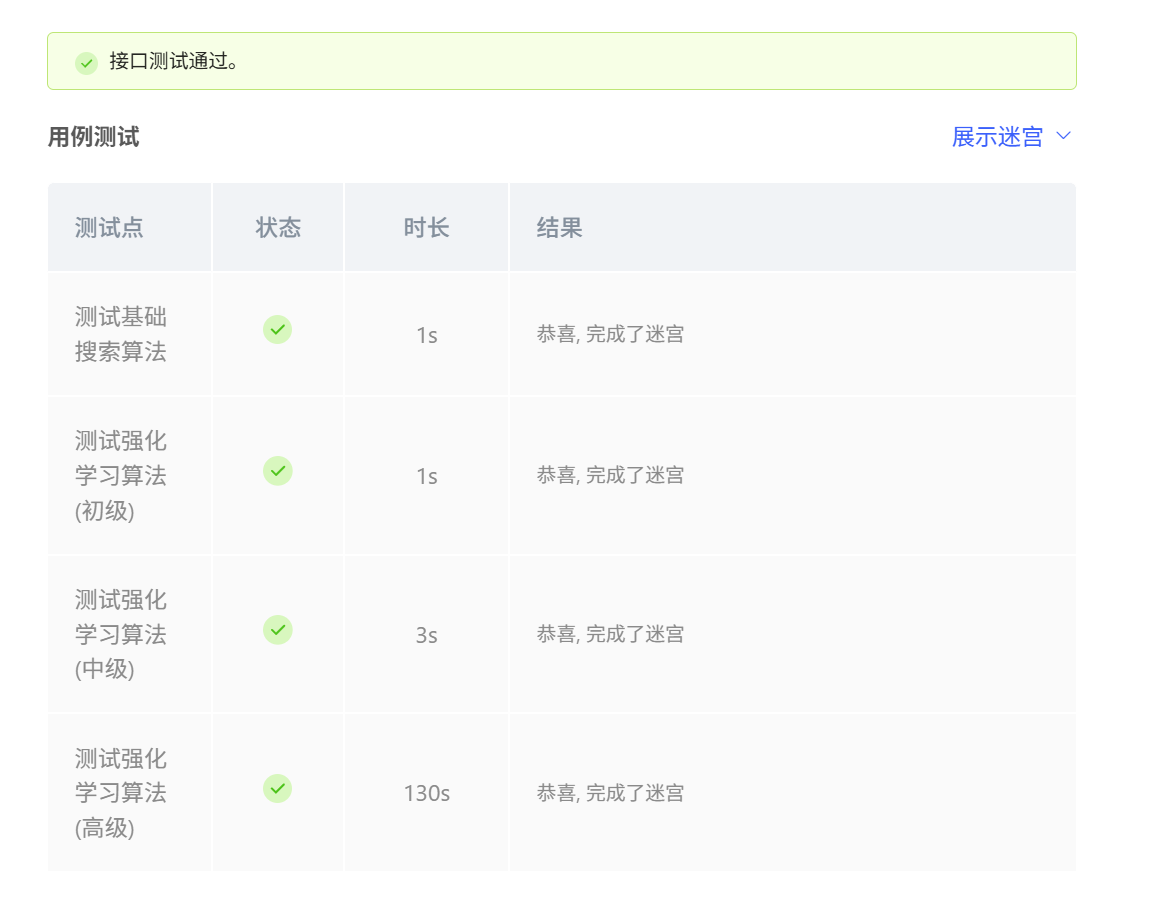 接口测试通过。
用例测试
展示迷宫
测试点
状态
时长
结果
测试基础
搜索算法
1s
恭喜, 完成了迷宫
测试强化
学习算法
(初级)
1s
恭喜, 完成了迷宫
测试强化
学习算法
(中级)
3s
恭喜, 完成了迷宫
测试强化
学习算法
(高级)
130s
恭喜, 完成了迷宫